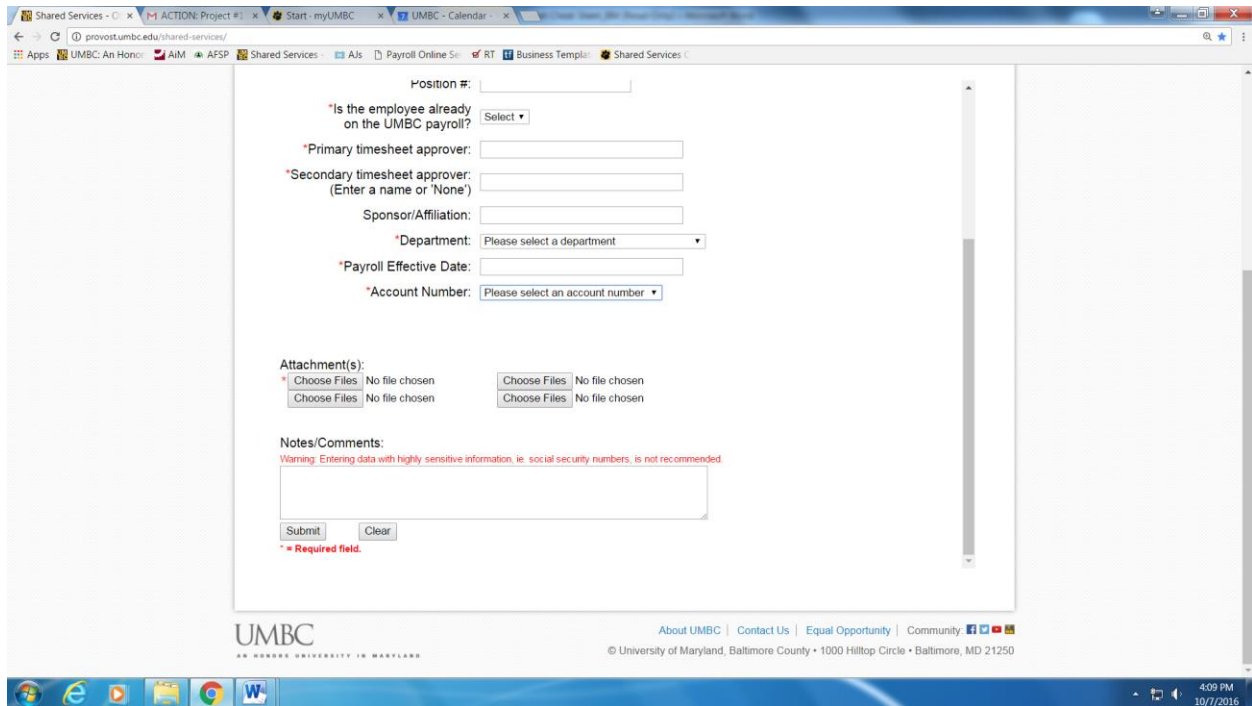 Shared Services - O
ACTION: Project #1
Start · myUMBC
UMBC - Calendar -
provost.umbc.edu/shared-services/
Apps UMBC: An Honor AiM AFSP Shared Services - AJs Payroll Online Se RT Business Templa Shared Services C
Position #:
*Is the employee already
on the UMBC payroll?
Select
*Primary timesheet approver:
*Secondary timesheet approver:
(Enter a name or 'None')
Sponsor/Affiliation:
*Department: Please select a department
*Payroll Effective Date:
*Account Number: Please select an account number
Attachment(s):
* Choose Files No file chosen Choose Files No file chosen
Choose Files No file chosen Choose Files No file chosen
Notes/Comments:
Warning: Entering data with highly sensitive information, ie. social security numbers, is not recommended.
Submit Clear
* = Required field.
UMBC
AN HONORS UNIVERSITY IN MARYLAND
About UMBC | Contact Us | Equal Opportunity | Community:
© University of Maryland, Baltimore County • 1000 Hilltop Circle • Baltimore, MD 21250
4:09 PM
10/7/2016